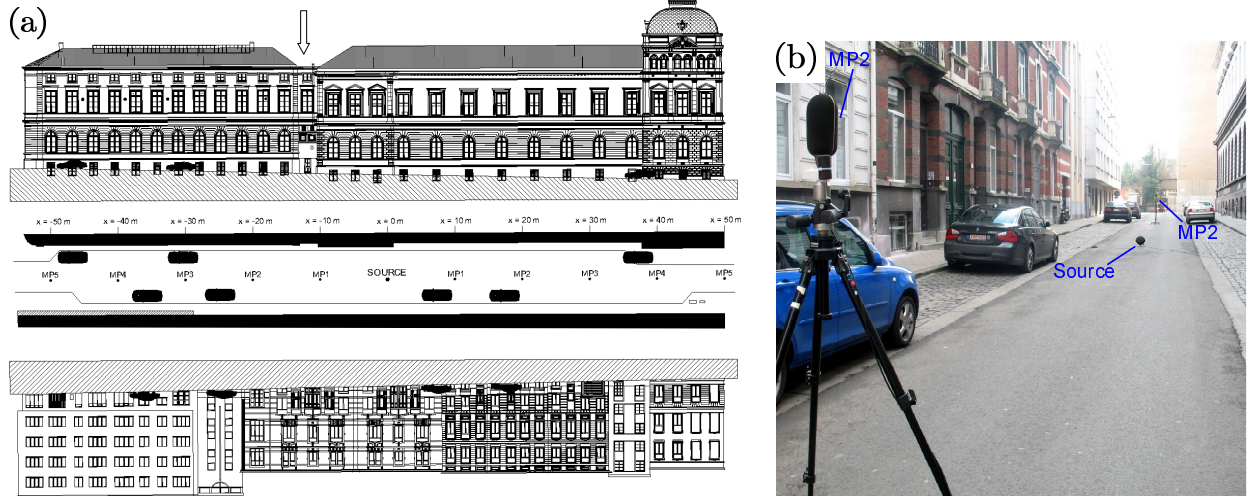 (a)
x = -50 m x = -40 m x = -30 m x = -20 m x = -10 m x = 0 m x = 10 m x = 20 m x = 30 m x = 40 m x = 50 m
MP5 MP4 MP3 MP2 MP1 SOURCE MP1 MP2 MP3 MP4 MP5
(b)
MP2
MP2
Source